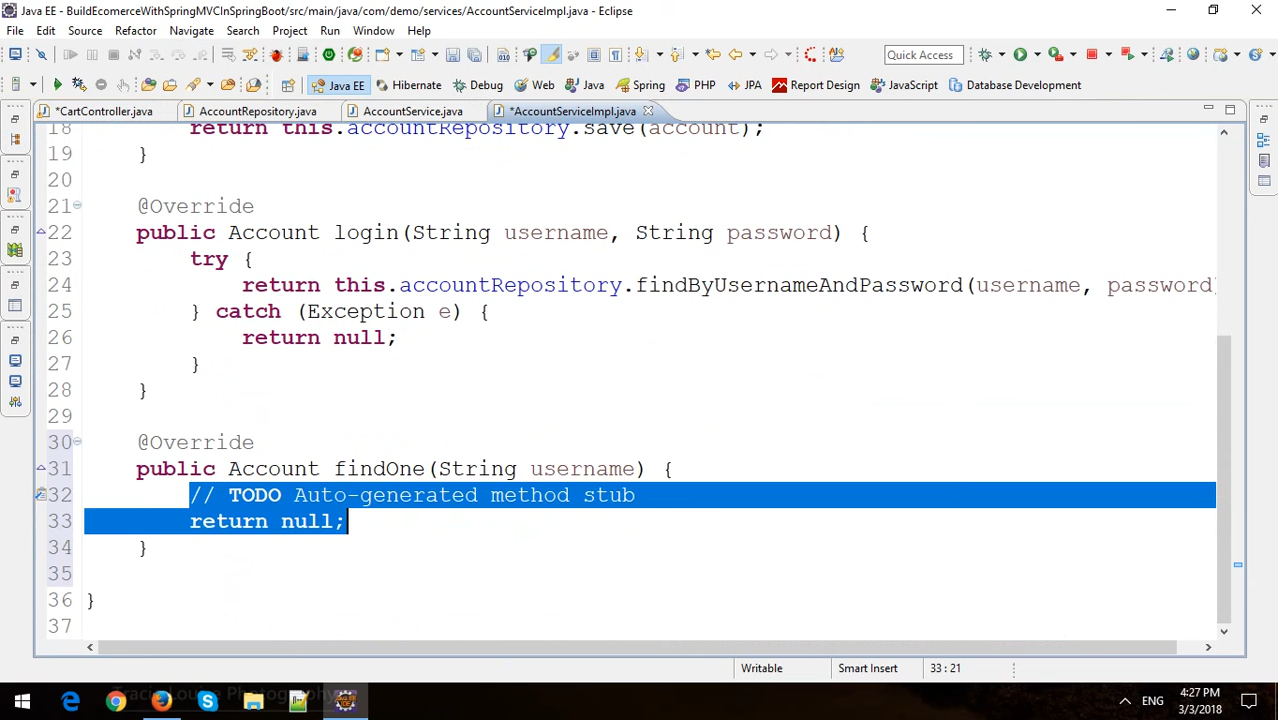 Java EE - BuildEcomerceWithSpringMVCInSpringBoot/src/main/java/com/demo/services/AccountServiceImpl.java - Eclipse
File Edit Source Refactor Navigate Search Project Run Window Help
Quick Access
Java EE Hibernate Debug Web Java Spring PHP JPA Report Design JavaScript Database Development
*CartController.java AccountRepository.java AccountService.java *AccountServiceImpl.java
18 return this.accountRepository.save(account);
19 }
20
21 @Override
22 public Account login(String username, String password) {
23 try {
24 return this.accountRepository.findByUsernameAndPassword(username, password)
25 } catch (Exception e) {
26 return null;
27 }
28 }
29
30 @Override
31 public Account findOne(String username) {
32 // TODO Auto-generated method stub
33 return null;
34 }
35
36 }
37
Writable Smart Insert 33 : 21
Tracie Louise Photography
ENG 4:27 PM
3/3/2018